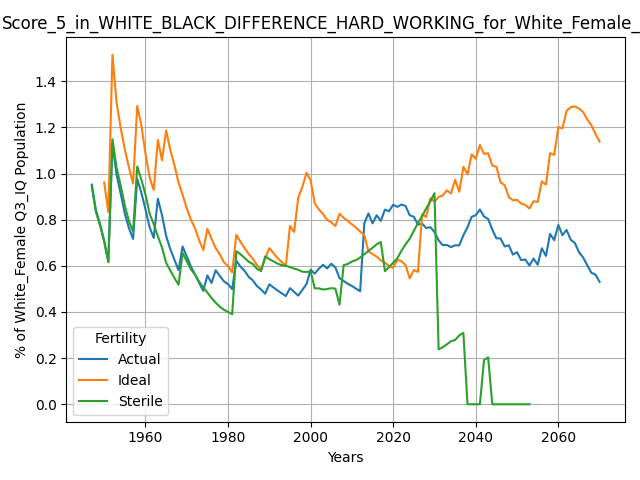 Score_5_in_WHITE_BLACK_DIFFERENCE_HARD_WORKING_for_White_Female_
% of White_Female Q3_IQ Population
1.4
1.2
1.0
0.8
0.6
0.4
0.2
0.0
Fertility
Actual
Ideal
Sterile
1960
1980
2000
2020
2040
2060
Years